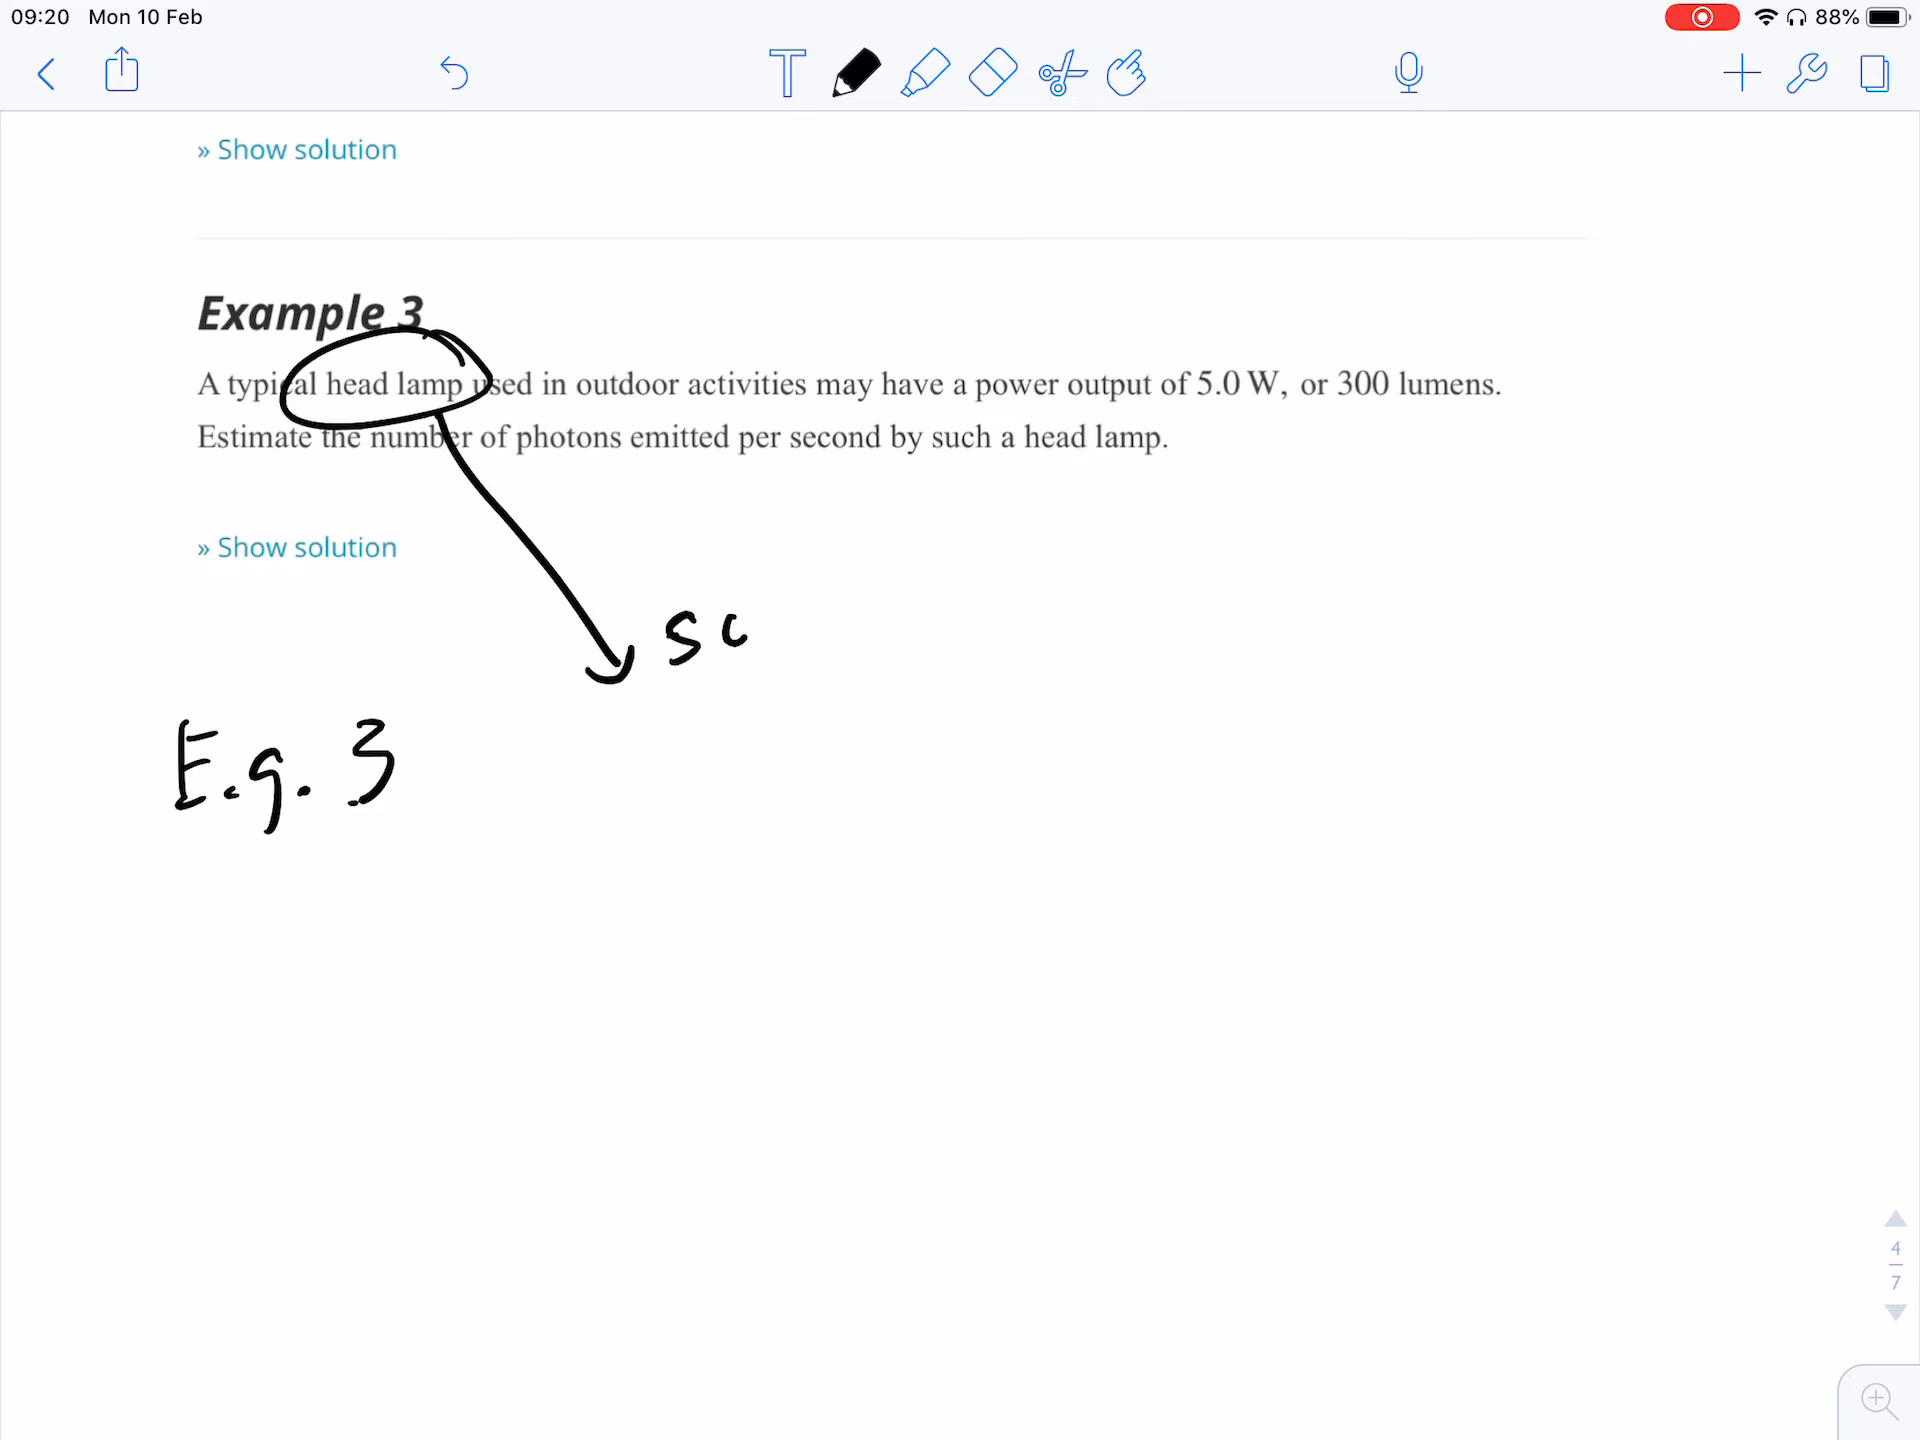 09:20 Mon 10 Feb
88%
T
» Show solution
Example 3
A typical head lamp used in outdoor activities may have a power output of 5.0 W, or 300 lumens.
Estimate the number of photons emitted per second by such a head lamp.
» Show solution
sc
E.g. 3
4
7